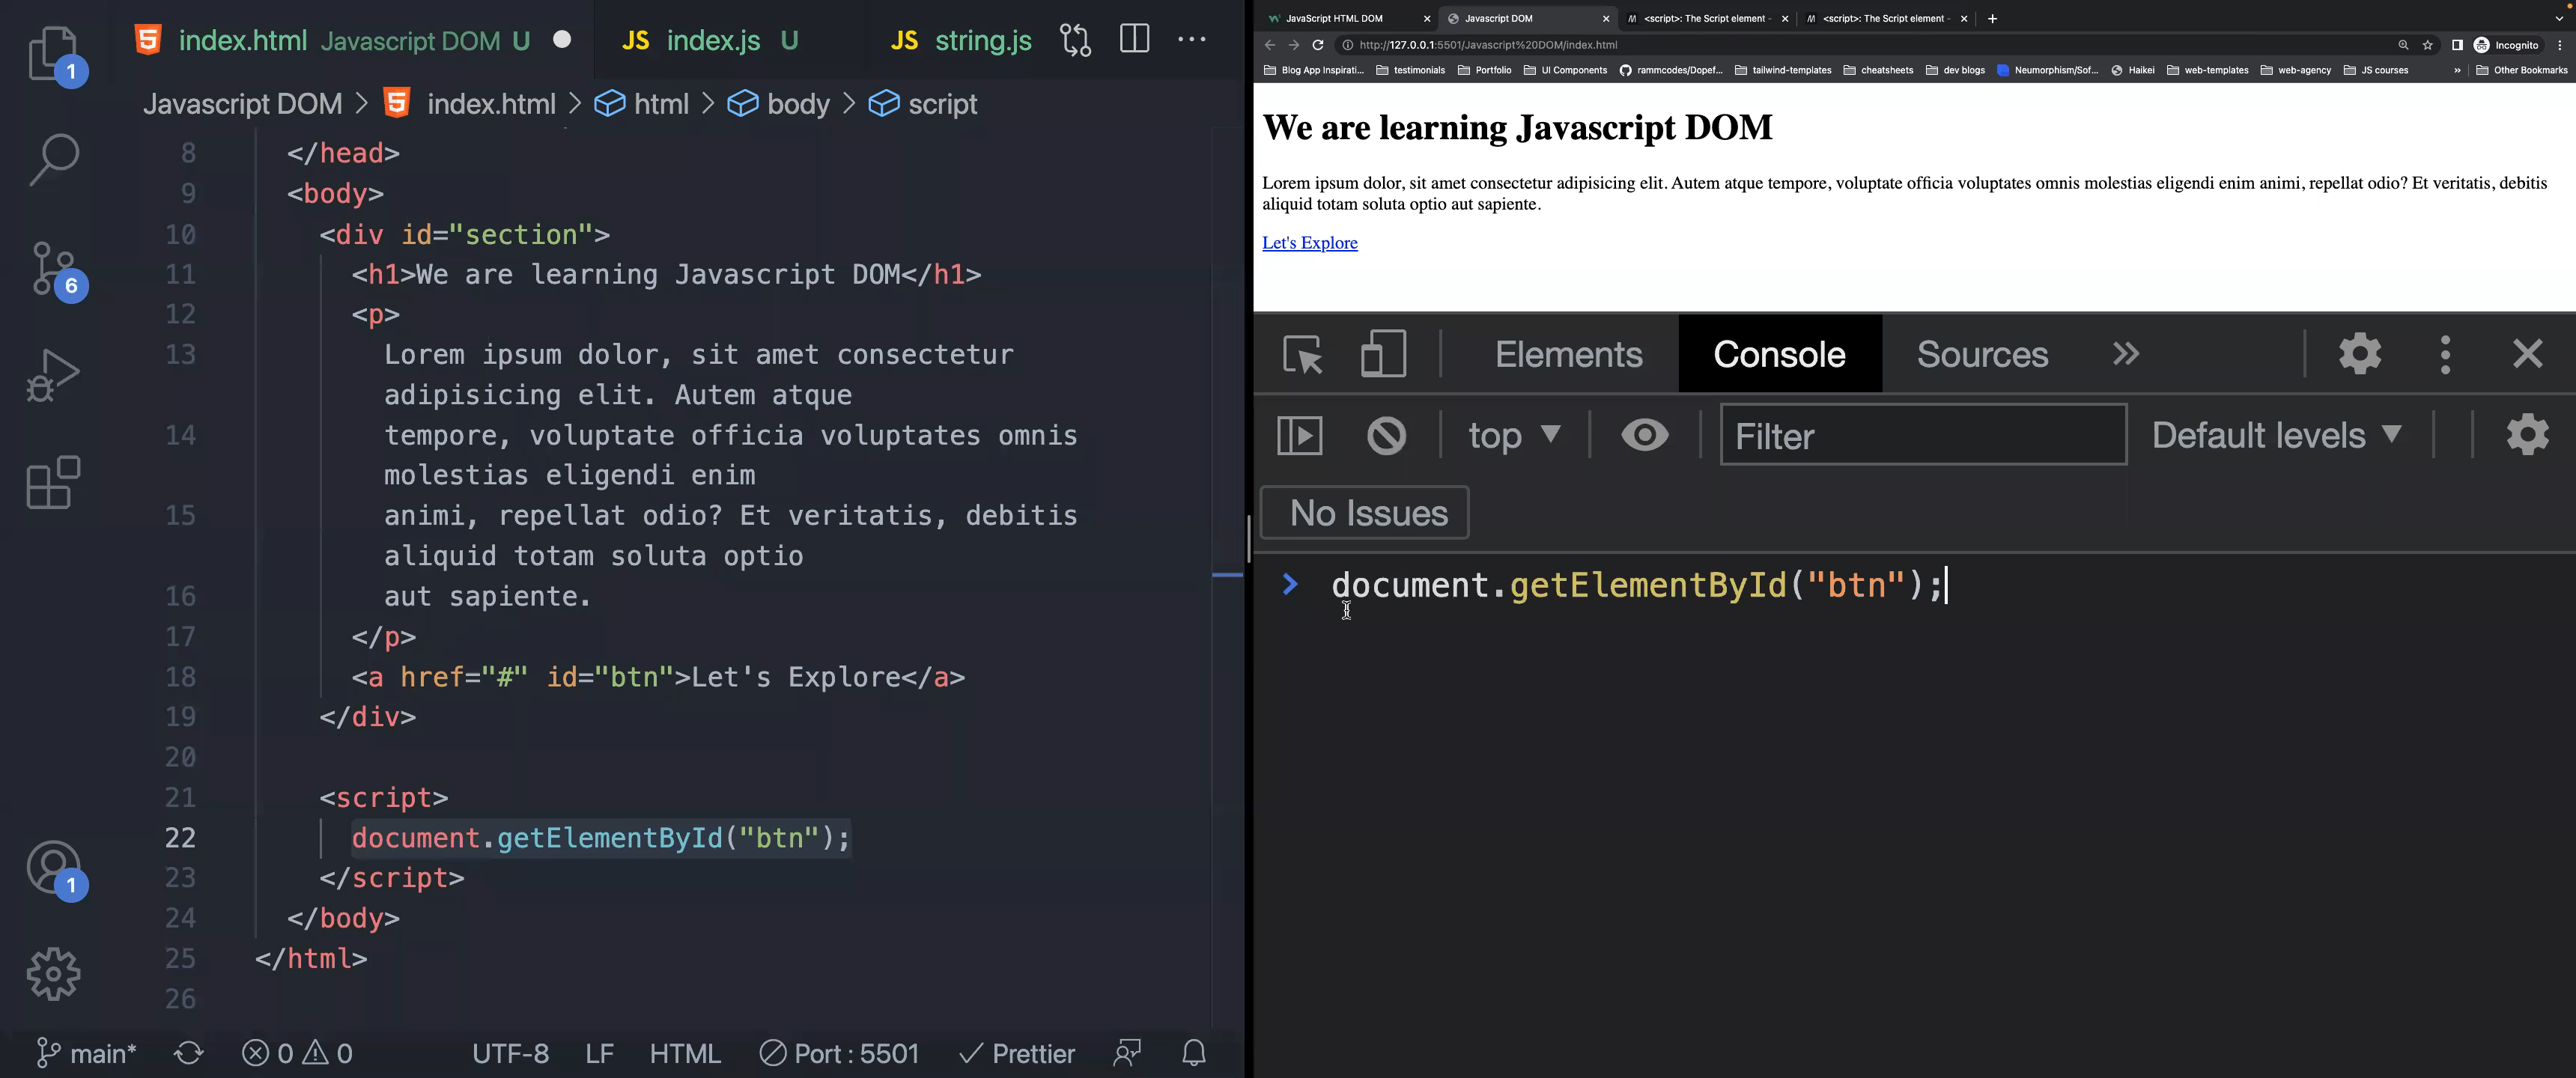 index.html Javascript DOM U
JS index.js U
JS string.js
1
Javascript DOM > index.html > html > body > script
8 </head>
9 <body>
10 <div id="section">
11 <h1>We are learning Javascript DOM</h1>
12 <p>
13 Lorem ipsum dolor, sit amet consectetur
adipisicing elit. Autem atque
14 tempore, voluptate officia voluptates omnis
molestias eligendi enim
15 animi, repellat odio? Et veritatis, debitis
aliquid totam soluta optio
16 aut sapiente.
17 </p>
18 <a href="#" id="btn">Let's Explore</a>
19 </div>
20
21 <script>
22 document.getElementById("btn");
23 </script>
24 </body>
25 </html>
26
6
1
main* 0 0 UTF-8 LF HTML Port : 5501 Prettier
JavaScript HTML DOM
Javascript DOM
<script>: The Script element -
<script>: The Script element -
http://127.0.0.1:5501/Javascript%20DOM/index.html
Incognito
Blog App Inspirati... testimonials Portfolio UI Components rammcodes/Dopef... tailwind-templates cheatsheets dev blogs Neumorphism/Sof... Haikei web-templates web-agency JS courses » Other Bookmarks
We are learning Javascript DOM
Lorem ipsum dolor, sit amet consectetur adipisicing elit. Autem atque tempore, voluptate officia voluptates omnis molestias eligendi enim animi, repellat odio? Et veritatis, debitis
aliquid totam soluta optio aut sapiente.
Let's Explore
Elements Console Sources »
top Filter Default levels
No Issues
> document.getElementById("btn");